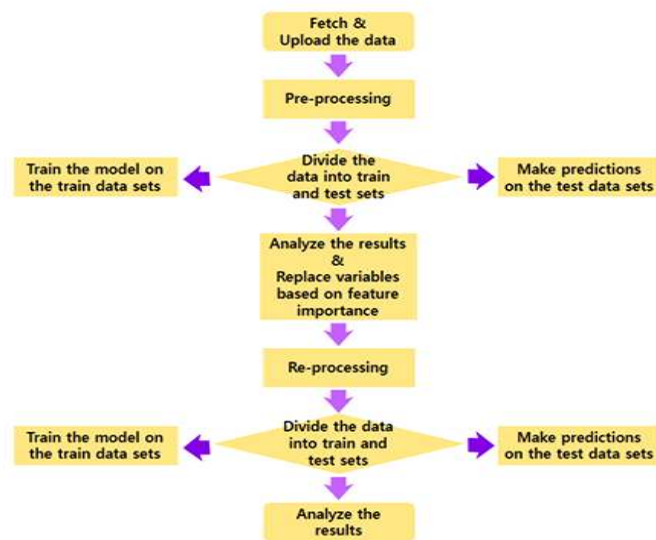 Fetch &
Upload the data
Pre-processing
Train the model on
the train data sets
Divide the
data into train
and test sets
Make predictions
on the test data sets
Analyze the results
&
Replace variables
based on feature
importance
Re-processing
Train the model on
the train data sets
Divide the data
into train and
test sets
Make predictions
on the test data sets
Analyze the
results